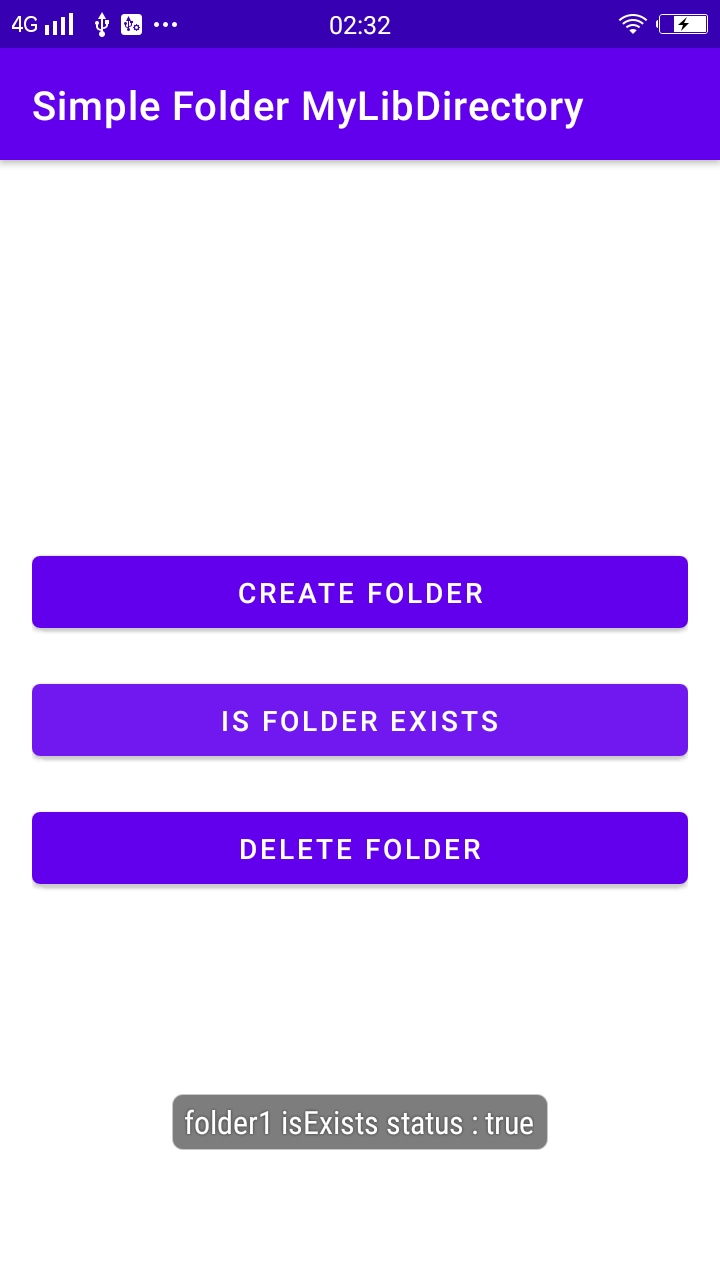 4G 02:32
Simple Folder MyLibDirectory
CREATE FOLDER
IS FOLDER EXISTS
DELETE FOLDER
folder1 isExists status : true